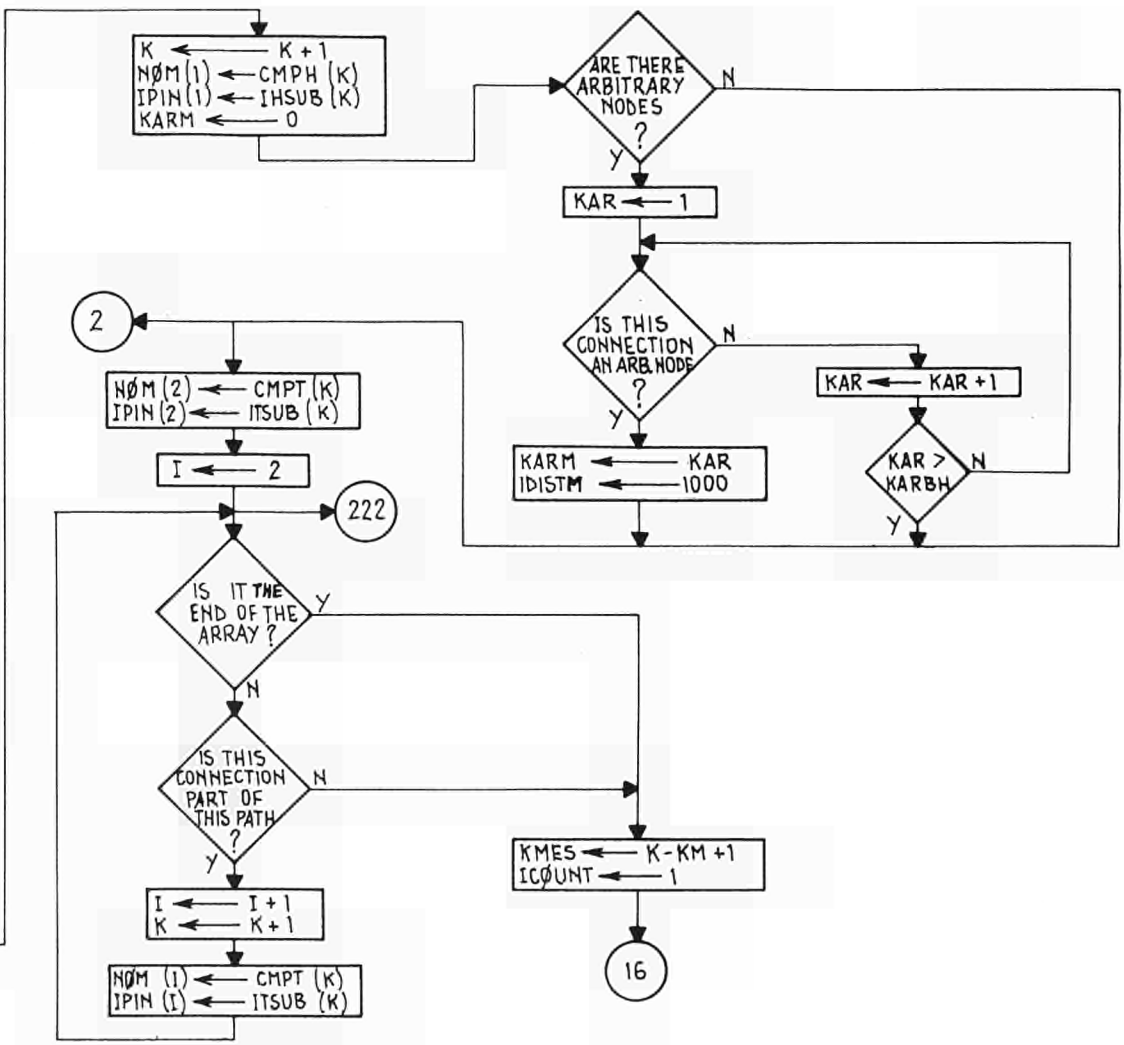 K ← K + 1
NØM(1) ← CMPH (K)
IPIN(1) ← IHSUB (K)
KARM ← 0
ARE THERE
ARBITRARY
NODES
?
N
Y
KAR ← 1
IS THIS
CONNECTION
AN ARB.NODE
?
N
Y
KAR ← KAR +1
KAR >
KARBH
N
Y
KARM ← KAR
IDISTM ← 1000
2
NØM (2) ← CMPT (K)
IPIN (2) ← ITSUB (K)
I ← 2
222
IS IT THE
END OF THE
ARRAY ?
Y
N
IS THIS
CONNECTION
PART OF
THIS PATH
?
N
Y
I ← I + 1
K ← K + 1
NØM (I) ← CMPT (K)
IPIN (I) ← ITSUB (K)
KMES ← K-KM +1
ICØUNT ← 1
16